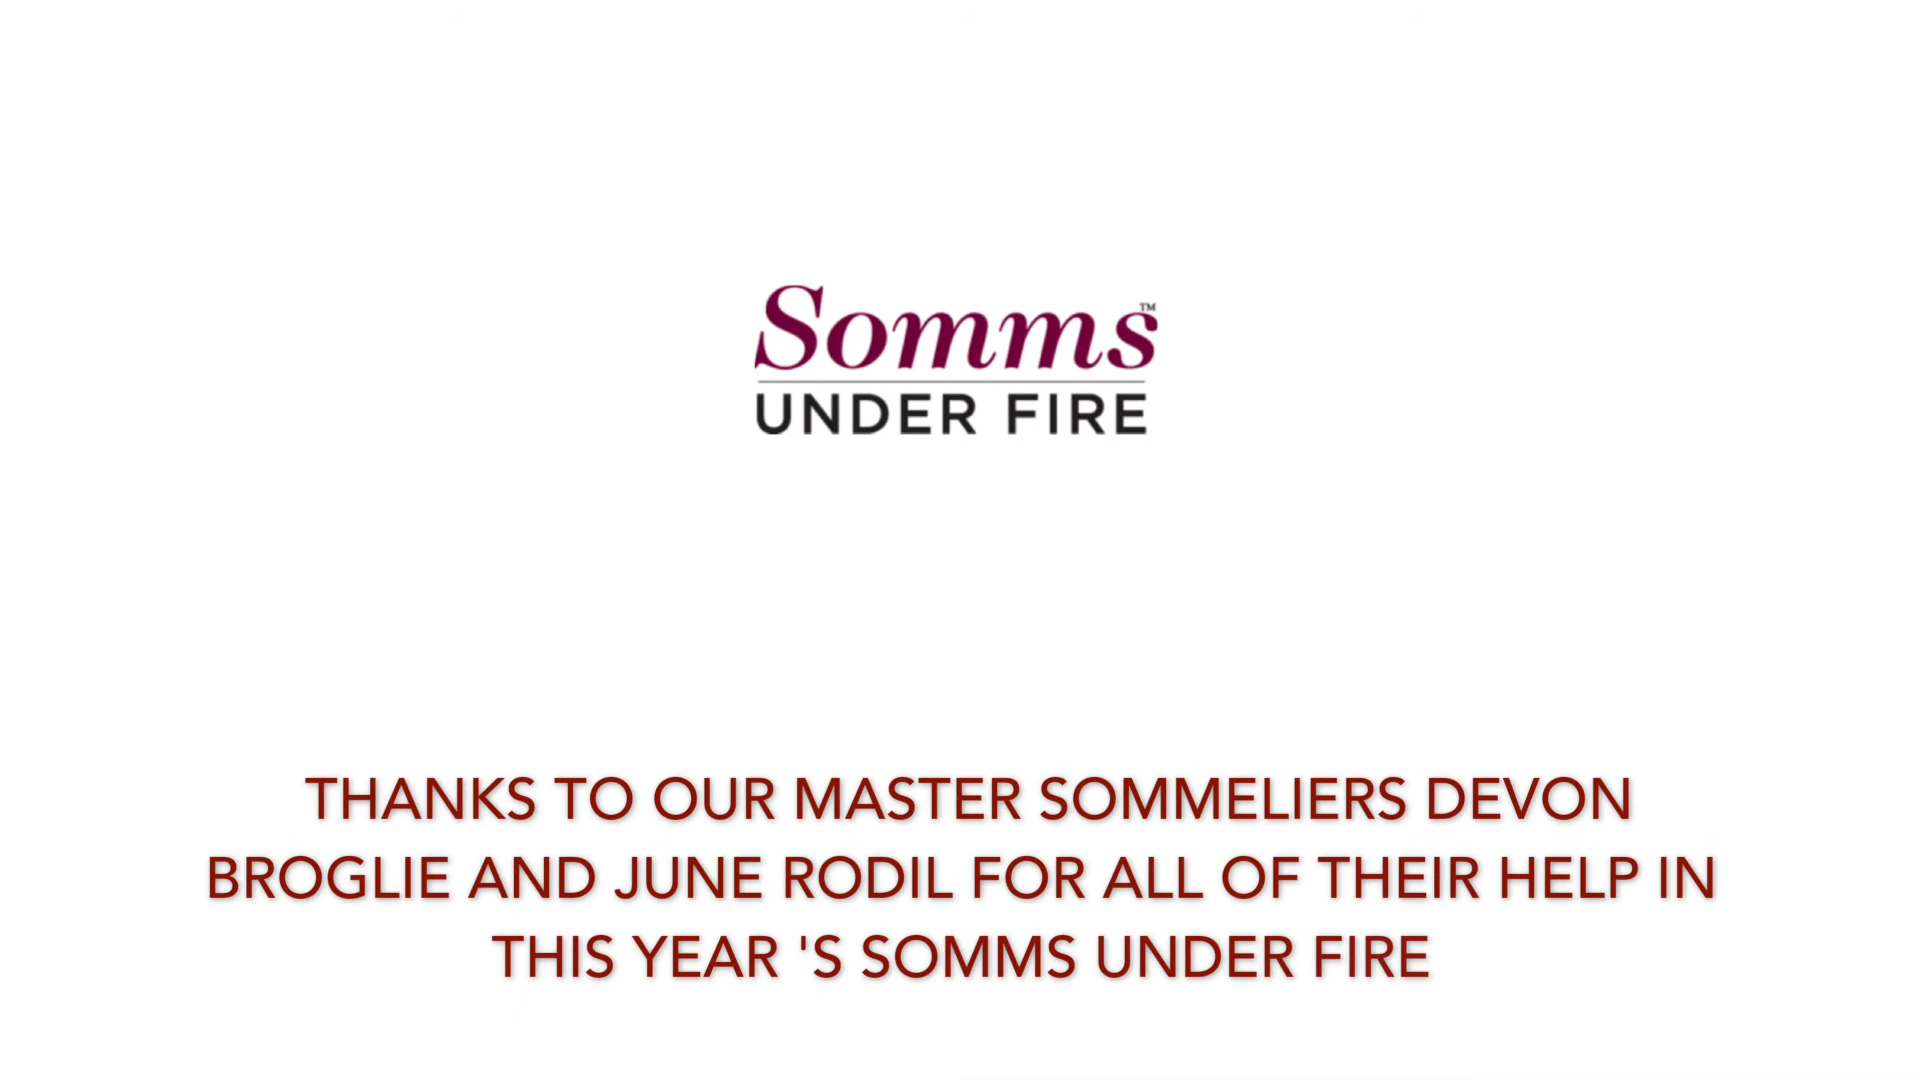 Somms™
UNDER FIRE
THANKS TO OUR MASTER SOMMELIERS DEVON
BROGLIE AND JUNE RODIL FOR ALL OF THEIR HELP IN
THIS YEAR 'S SOMMS UNDER FIRE